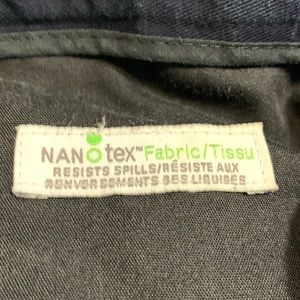 NANOtex™ Fabric/Tissu
RESISTS SPILLS/RÉSISTE AUX
RENVERSEMENTS DES LIQUIDES